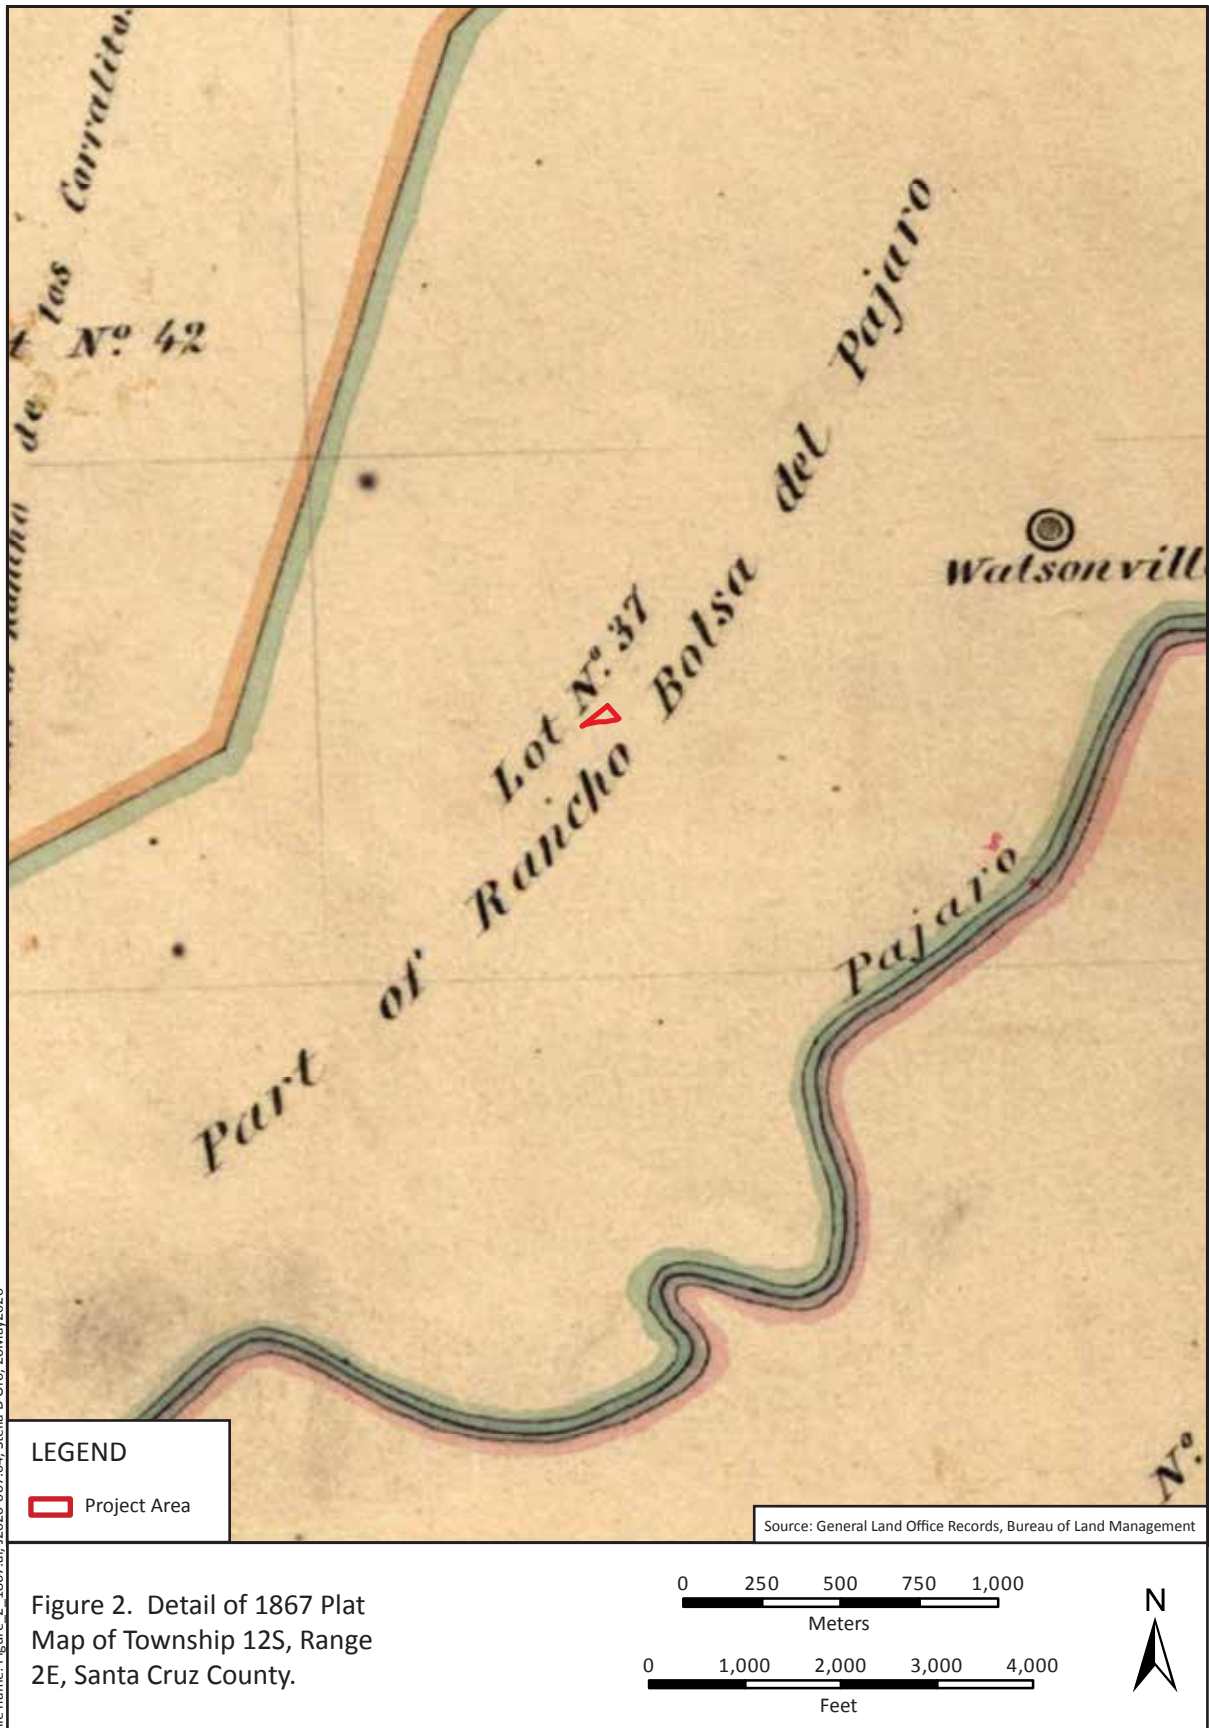 Corralitos
los
de
Nº 42
Part of Rancho Bolsa del Pajaro
Lot Nº 37
Watsonvill
Pajaro
Nº
LEGEND
Project Area
Source: General Land Office Records, Bureau of Land Management
Figure 2. Detail of 1867 Plat
Map of Township 12S, Range
2E, Santa Cruz County.
0 250 500 750 1,000
Meters
0 1,000 2,000 3,000 4,000
Feet
N